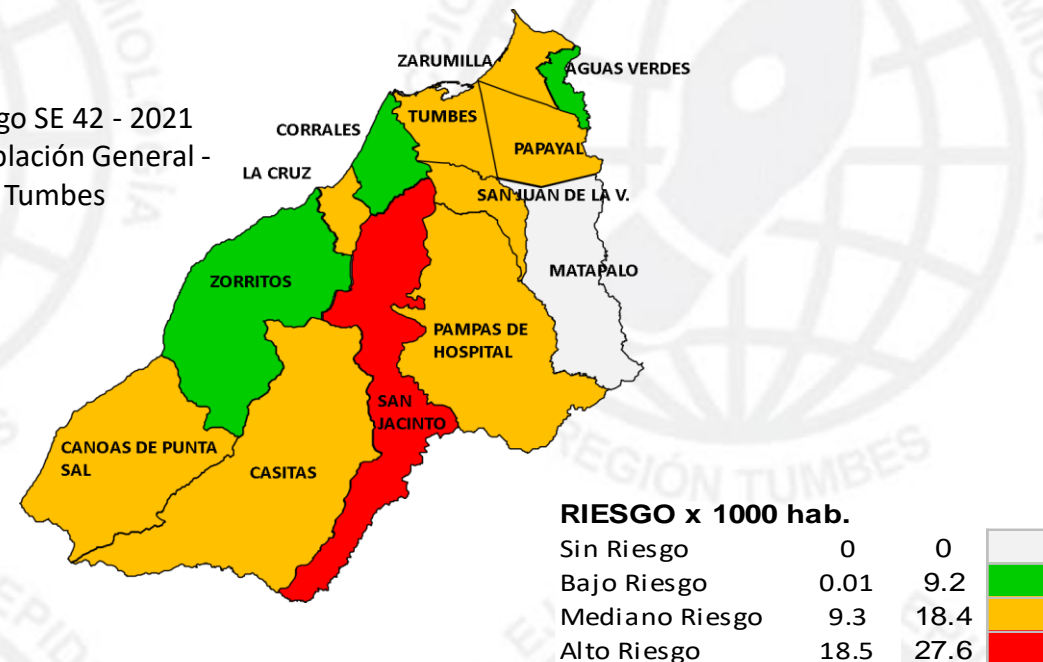 ZARUMILLA
AGUAS VERDES
go SE 42 - 2021
blación General -
Tumbes
CORRALES
TUMBES
PAPAYAL
LA CRUZ
SAN JUAN DE LA V.
MATAPALO
ZORRITOS
PAMPAS DE
HOSPITAL
SAN
JACINTO
CANOAS DE PUNTA
SAL
CASITAS
REGIÓN TUMBES
RIESGO x 1000 hab.
Sin Riesgo 0 0
Bajo Riesgo 0.01 9.2
Mediano Riesgo 9.3 18.4
Alto Riesgo 18.5 27.6